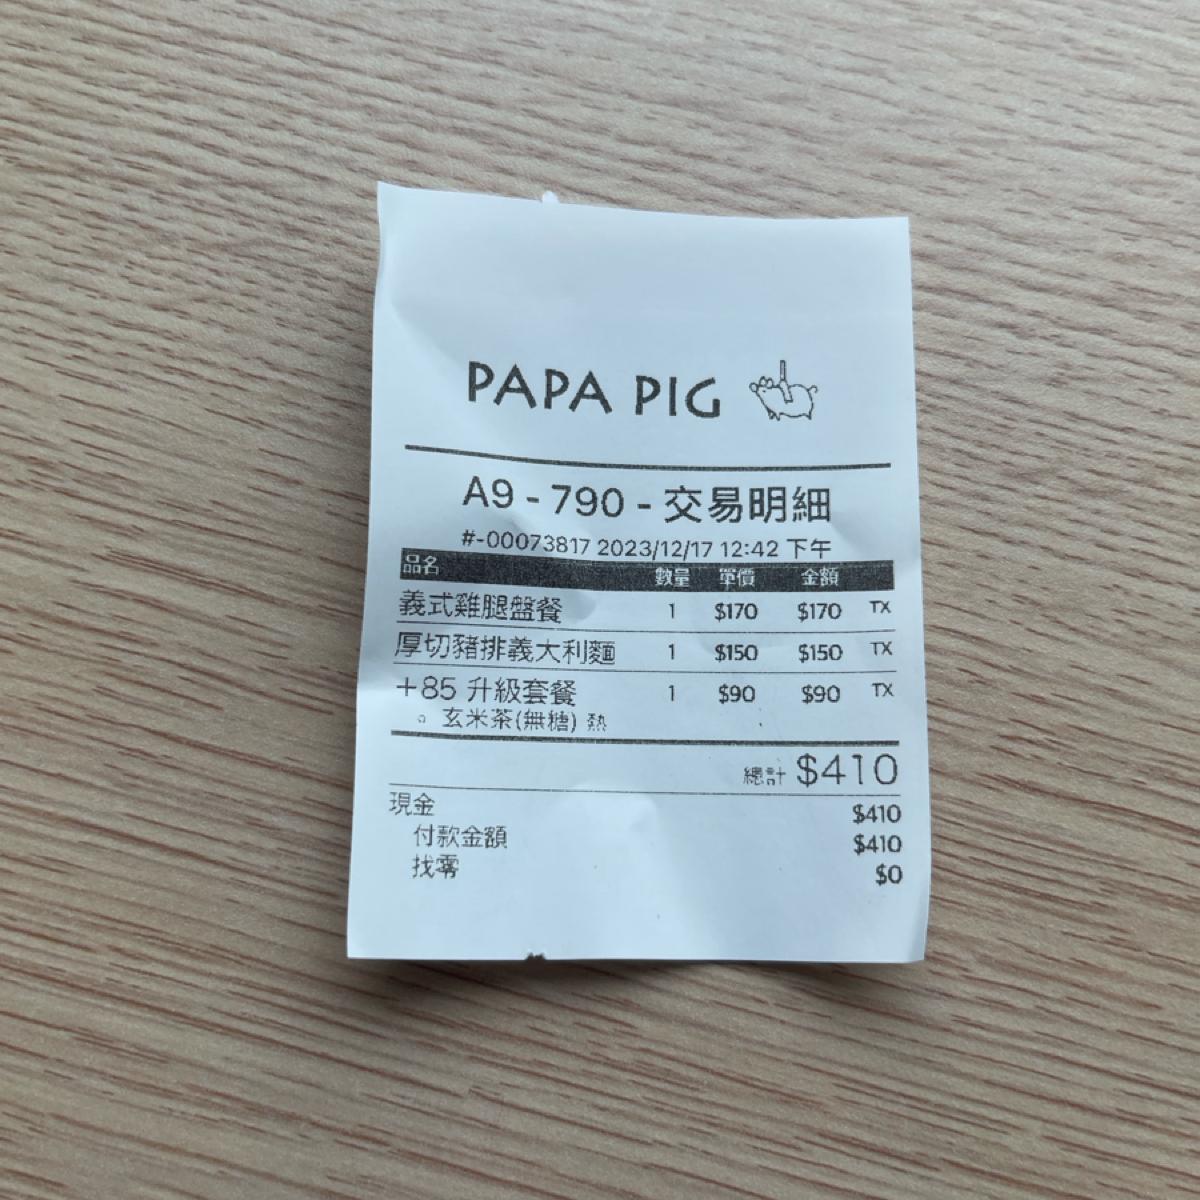 PAPA PIG
A9 - 790 - 交易明細
#-00073817 2023/12/17 12:42 下午
品名 數量 單價 金額
義式雞腿盤餐 1 $170 $170 TX
厚切豬排義大利麵 1 $150 $150 TX
+85 升級套餐 1 $90 $90 TX
。玄米茶(無糖) 熱
總計 $410
現金 $410
付款金額 $410
找零 $0